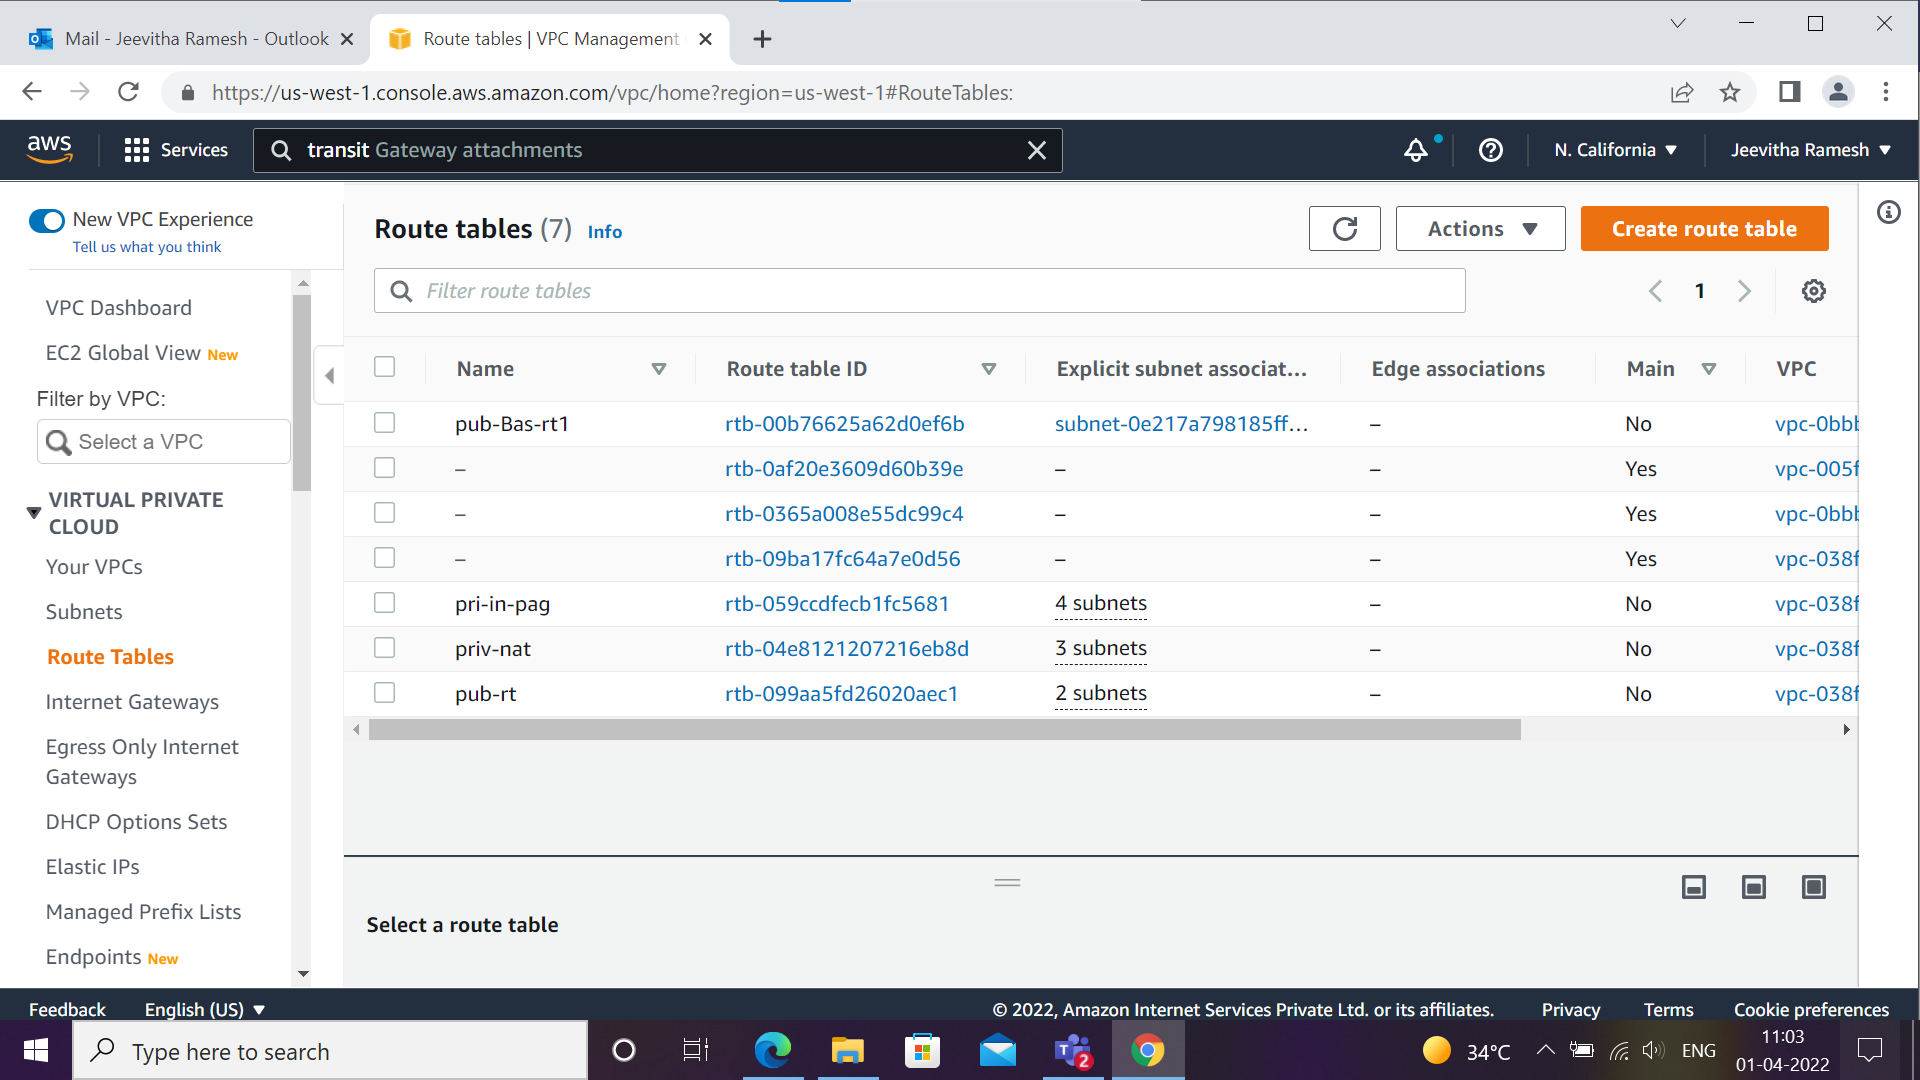 Mail - Jeevitha Ramesh - Outlook
Route tables | VPC Management
https://us-west-1.console.aws.amazon.com/vpc/home?region=us-west-1#RouteTables:
aws
Services
transit Gateway attachments
N. California
Jeevitha Ramesh
New VPC Experience
Tell us what you think
VPC Dashboard
EC2 Global View New
Filter by VPC:
Select a VPC
VIRTUAL PRIVATE
CLOUD
Your VPCs
Subnets
Route Tables
Internet Gateways
Egress Only Internet
Gateways
DHCP Options Sets
Elastic IPs
Managed Prefix Lists
Endpoints New
Route tables (7) Info
Actions
Create route table
Filter route tables
1
Name Route table ID Explicit subnet associat... Edge associations Main VPC
pub-Bas-rt1 rtb-00b76625a62d0ef6b subnet-0e217a798185ff... – No vpc-0bbb
– rtb-0af20e3609d60b39e – – Yes vpc-005f
– rtb-0365a008e55dc99c4 – – Yes vpc-0bbb
– rtb-09ba17fc64a7e0d56 – – Yes vpc-038f
pri-in-pag rtb-059ccdfecb1fc5681 4 subnets – No vpc-038f
priv-nat rtb-04e8121207216eb8d 3 subnets – No vpc-038f
pub-rt rtb-099aa5fd26020aec1 2 subnets – No vpc-038f
Select a route table
Feedback
English (US)
© 2022, Amazon Internet Services Private Ltd. or its affiliates.
Privacy
Terms
Cookie preferences
Type here to search
2
34°C
ENG
11:03
01-04-2022